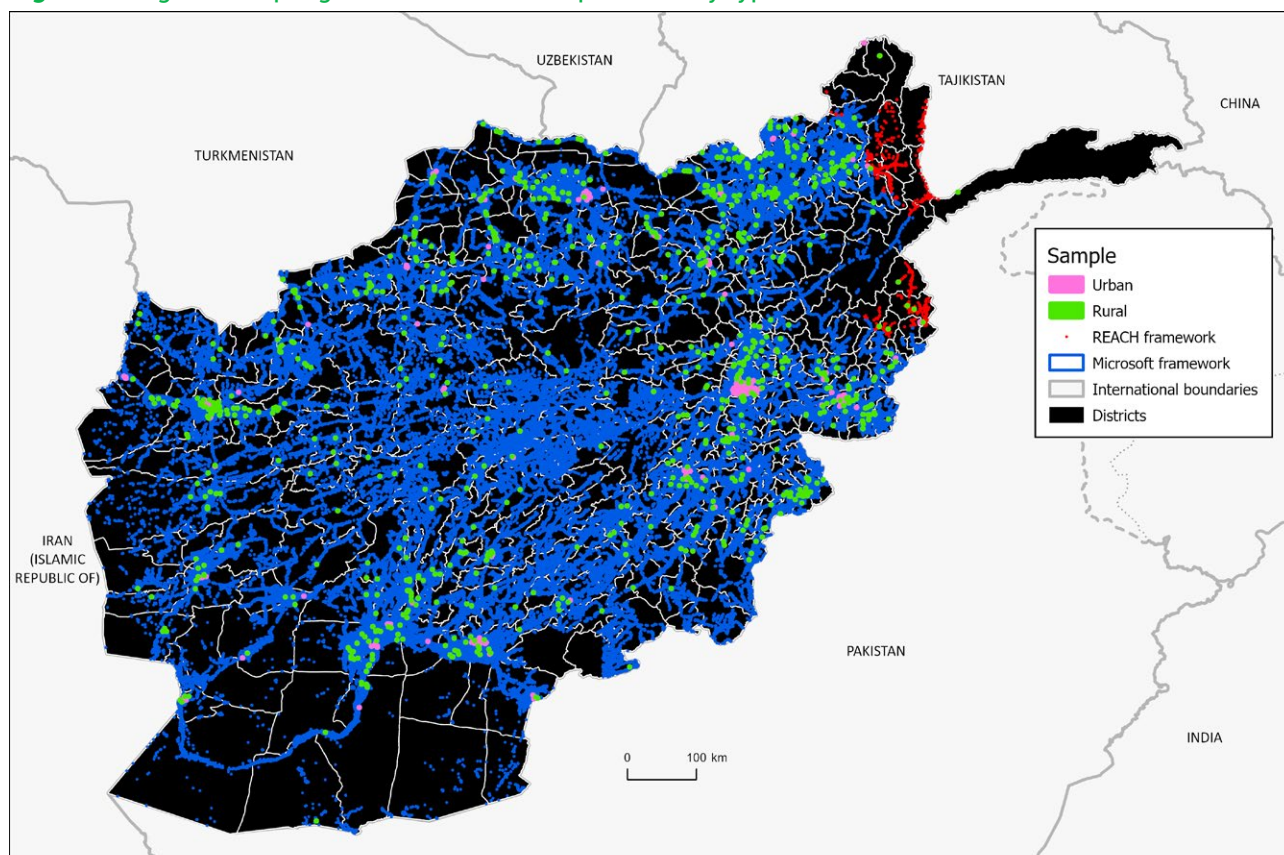 UZBEKISTAN
TAJIKISTAN
CHINA
TURKMENISTAN
Sample
Urban
Rural
REACH framework
Microsoft framework
International boundaries
Districts
IRAN
(ISLAMIC
REPUBLIC OF)
PAKISTAN
INDIA
0 100 km